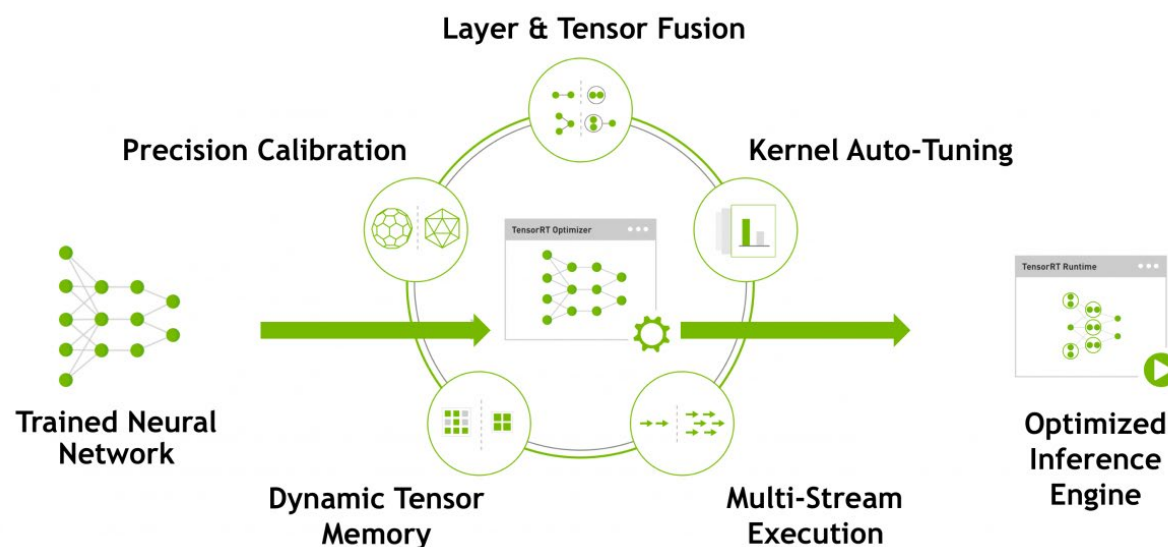 Layer & Tensor Fusion
Precision Calibration
Kernel Auto-Tuning
TensorRT Optimizer
TensorRT Runtime
Trained Neural
Network
Optimized
Inference
Engine
Dynamic Tensor
Memory
Multi-Stream
Execution